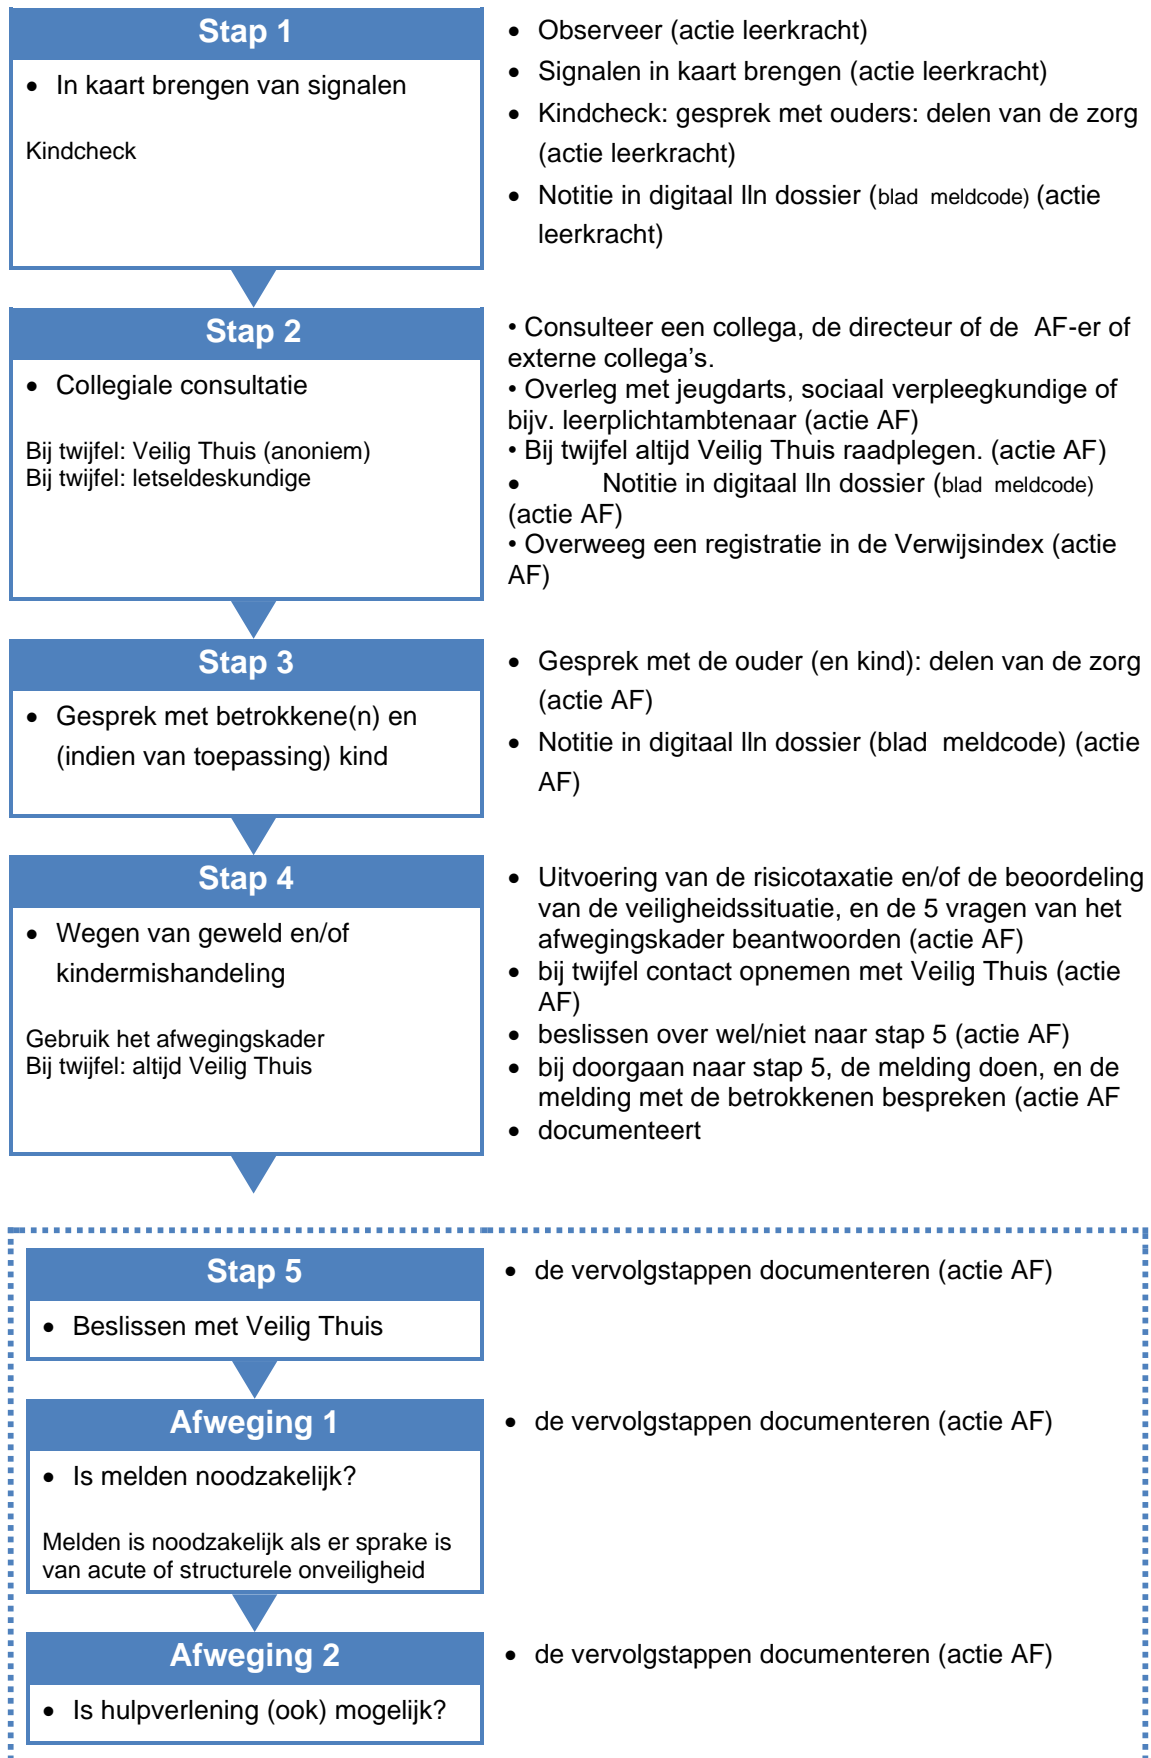 Stap 1
• In kaart brengen van signalen
Kindcheck
• Observeer (actie leerkracht)
• Signalen in kaart brengen (actie leerkracht)
• Kindcheck: gesprek met ouders: delen van de zorg
(actie leerkracht)
• Notitie in digitaal lln dossier (blad meldcode) (actie
leerkracht)
Stap 2
• Collegiale consultatie
Bij twijfel: Veilig Thuis (anoniem)
Bij twijfel: letseldeskundige
• Consulteer een collega, de directeur of de AF-er of
externe collega’s.
• Overleg met jeugdarts, sociaal verpleegkundige of
bijv. leerplichtambtenaar (actie AF)
• Bij twijfel altijd Veilig Thuis raadplegen. (actie AF)
• Notitie in digitaal lln dossier (blad meldcode)
(actie AF)
• Overweeg een registratie in de Verwijsindex (actie
AF)
Stap 3
• Gesprek met betrokkene(n) en
(indien van toepassing) kind
• Gesprek met de ouder (en kind): delen van de zorg
(actie AF)
• Notitie in digitaal lln dossier (blad meldcode) (actie
AF)
Stap 4
• Wegen van geweld en/of
kindermishandeling
Gebruik het afwegingskader
Bij twijfel: altijd Veilig Thuis
• Uitvoering van de risicotaxatie en/of de beoordeling
van de veiligheidssituatie, en de 5 vragen van het
afwegingskader beantwoorden (actie AF)
• bij twijfel contact opnemen met Veilig Thuis (actie
AF)
• beslissen over wel/niet naar stap 5 (actie AF)
• bij doorgaan naar stap 5, de melding doen, en de
melding met de betrokkenen bespreken (actie AF
• documenteert
Stap 5
• Beslissen met Veilig Thuis
• de vervolgstappen documenteren (actie AF)
Afweging 1
• Is melden noodzakelijk?
Melden is noodzakelijk als er sprake is
van acute of structurele onveiligheid
• de vervolgstappen documenteren (actie AF)
Afweging 2
• Is hulpverlening (ook) mogelijk?
• de vervolgstappen documenteren (actie AF)